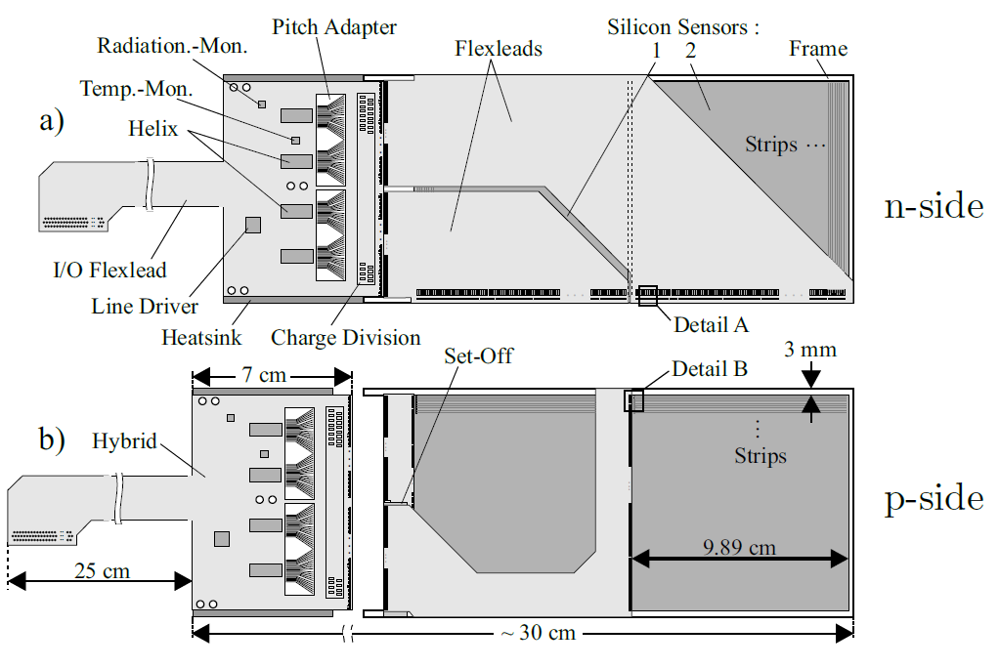 Pitch Adapter
Silicon Sensors :
Radiation.-Mon.
Flexleads
1
2
Frame
Temp.-Mon.
a)
Helix
Strips ···
n-side
I/O Flexlead
Line Driver
Detail A
Heatsink
Charge Division
Set-Off
3 mm
7 cm
Detail B
b)
Hybrid
···
Strips
p-side
9.89 cm
25 cm
~ 30 cm